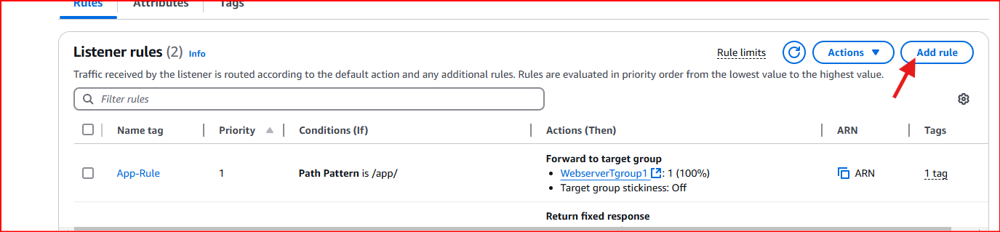 Rules Attributes Tags
Listener rules (2) Info
Rule limits
Actions
Add rule
Traffic received by the listener is routed according to the default action and any additional rules. Rules are evaluated in priority order from the lowest value to the highest value.
Filter rules
Name tag Priority Conditions (If) Actions (Then) ARN Tags
Forward to target group
App-Rule 1 Path Pattern is /app/ • WebserverTgroup1 : 1 (100%) ARN 1 tag
• Target group stickiness: Off
Return fixed response